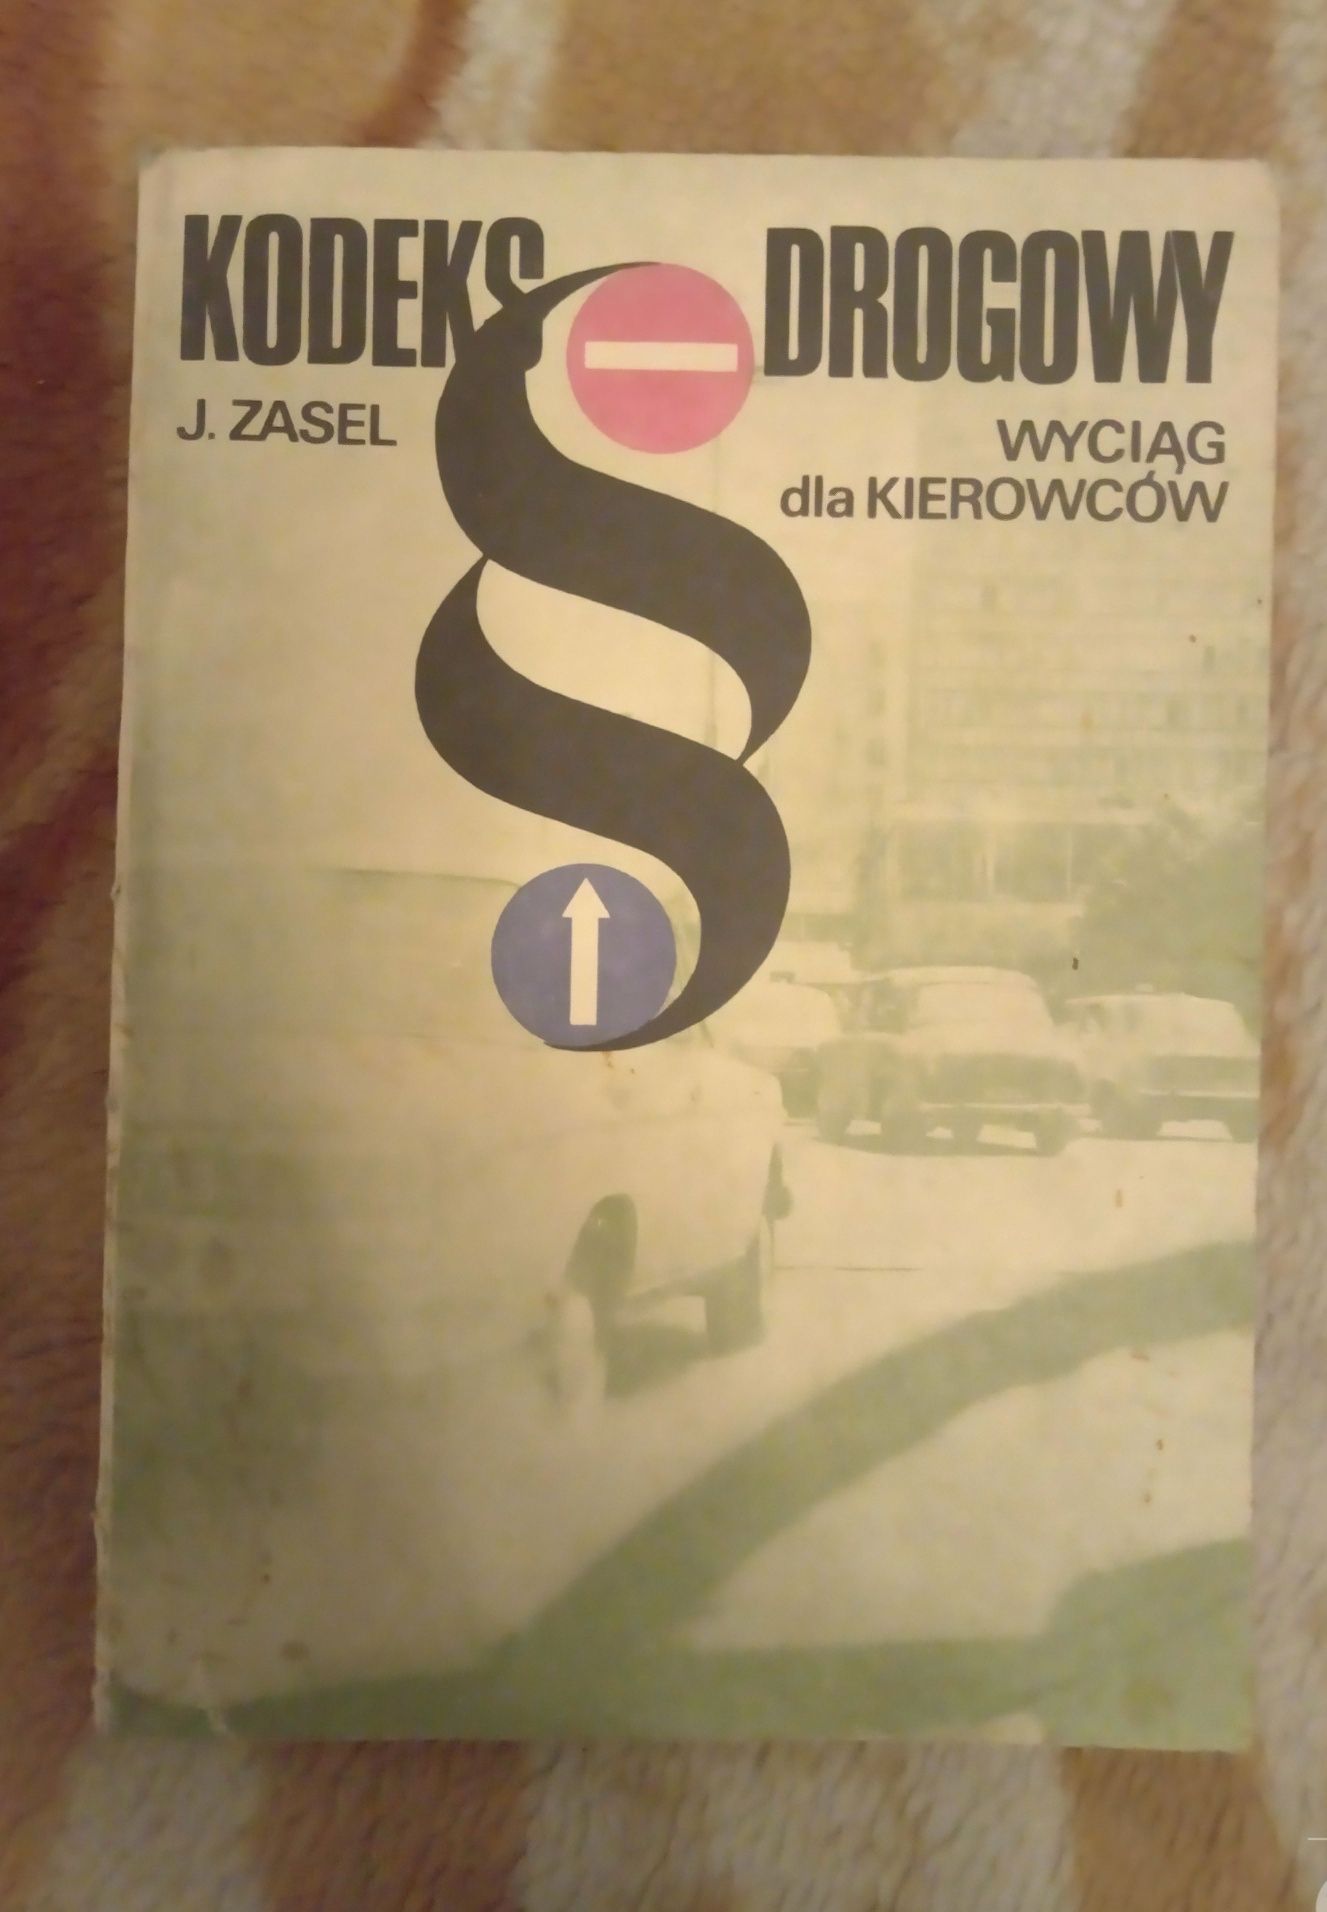 KODEKS DROGOWY
J. ZASEL
WYCIĄG
dla KIEROWCÓW
§